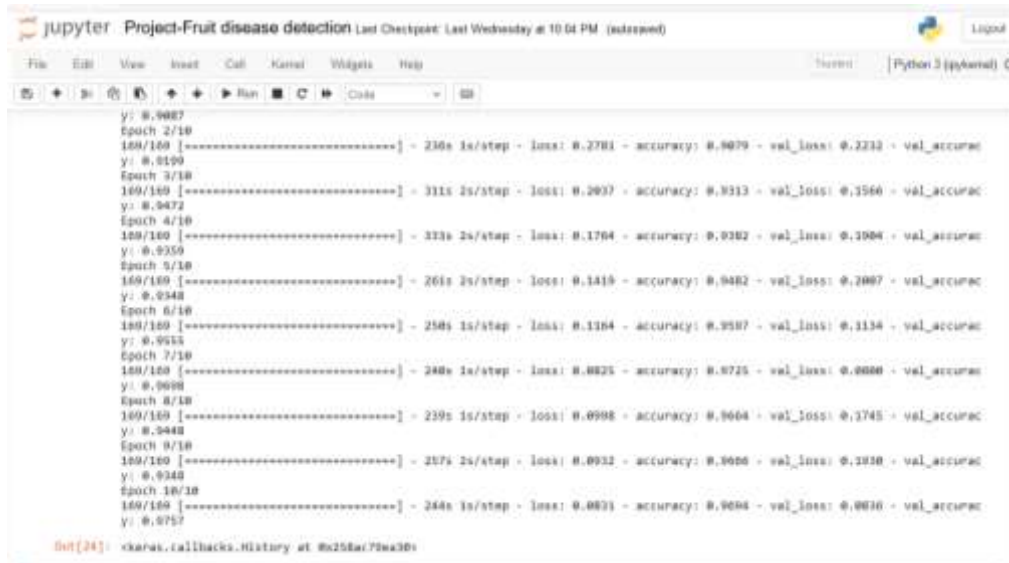 jupyter Project-Fruit disease detection Last Checkpoint: Last Wednesday at 10:04 PM (autosaved)
Logout
File Edit View Insert Cell Kernel Widgets Help
Trusted Python 3 (ipykernel)
Run Code
y: 0.9087
Epoch 2/10
169/169 [==============================] - 236s 1s/step - loss: 0.2781 - accuracy: 0.9079 - val_loss: 0.2232 - val_accurac
y: 0.9199
Epoch 3/10
169/169 [==============================] - 311s 2s/step - loss: 0.2037 - accuracy: 0.9313 - val_loss: 0.1566 - val_accurac
y: 0.9472
Epoch 4/10
169/169 [==============================] - 333s 2s/step - loss: 0.1764 - accuracy: 0.9382 - val_loss: 0.1904 - val_accurac
y: 0.9359
Epoch 5/10
169/169 [==============================] - 261s 2s/step - loss: 0.1419 - accuracy: 0.9482 - val_loss: 0.2007 - val_accurac
y: 0.9348
Epoch 6/10
169/169 [==============================] - 250s 1s/step - loss: 0.1164 - accuracy: 0.9587 - val_loss: 0.1134 - val_accurac
y: 0.9555
Epoch 7/10
169/169 [==============================] - 240s 1s/step - loss: 0.0825 - accuracy: 0.9725 - val_loss: - val_accurac
y: 0.9698
Epoch 8/10
169/169 [==============================] - 239s 1s/step - loss: 0.0998 - accuracy: 0.9664 - val_loss: 0.1745 - val_accurac
y: 0.9448
Epoch 9/10
169/169 [==============================] - 257s 2s/step - loss: 0.0932 - accuracy: 0.9686 - val_loss: - val_accurac
y: 0.9348
Epoch 10/10
169/169 [==============================] - 244s 1s/step - loss: 0.0831 - accuracy: 0.9694 - val_loss: - val_accurac
y: 0.9757
Out[24]: <keras.callbacks.History at